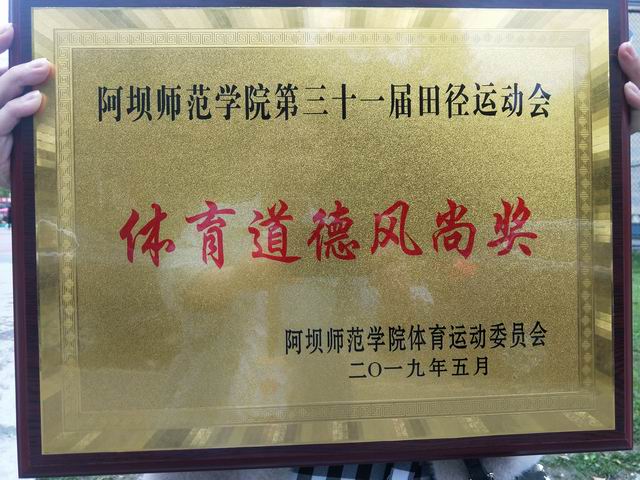 阿坝师范学院第三十一届田径运动会
体育道德风尚奖
阿坝师范学院体育运动委员会
二〇一九年五月